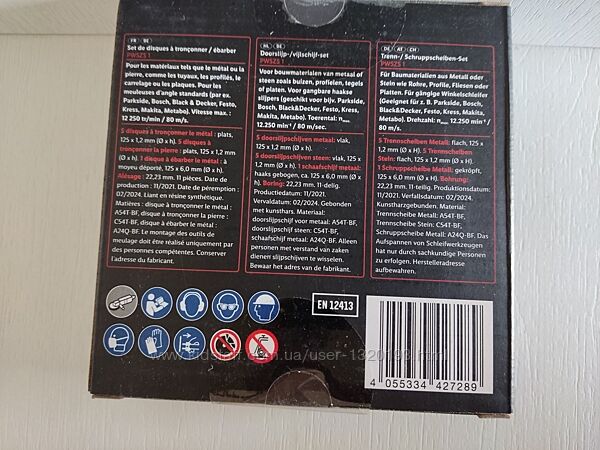 FR BE
Set de disques à tronçonner / ébarber
PWSZS 1
Pour les matériaux tels que le métal ou la
pierre, comme les tuyaux, les profilés, le
carrelage ou les plaques. Pour les
meuleuses d'angle standards (par ex.
Parkside, Bosch, Black & Decker, Festo,
Kress, Makita, Metabo). Vitesse max. :
12 250 tr/min / 80 m/s.
5 disques à tronçonner le métal : plats,
125 x 1,2 mm (Ø x h). 5 disques à
tronçonner la pierre : plats, 125 x 1,2 mm
(Ø x h). 1 disque à ébarber le métal : à
moyeu déporté, 125 x 6,0 mm (Ø x h).
Alésage : 22,23 mm. 11 pièces. Date de
production : 11/2021. Date de péremption :
02/2024. Liant en résine synthétique.
Matières : disques à tronçonner le métal :
A54T-BF, disque à tronçonner la pierre :
C54T-BF, disque à ébarber le métal :
A24Q-BF. Le montage des outils de
meulage doit être réalisé uniquement par
des personnes compétentes. Conserver
l'adresse du fabricant.
NL BE
Doorslijp-/vijlschijf-set
PWSZS 1
Voor bouwmaterialen van metaal of
steen zoals buizen, profielen, tegels
of platen. Voor gangbare haakse
slijpers (geschikt voor bijv. Parkside,
Bosch, Black&Decker, Festo, Kress,
Makita, Metabo). Toerental: nmax
12.250 min⁻¹ / 80 m/sec.
5 doorslijpschijven metaal: vlak,
125 x 1,2 mm (Ø x h).
5 doorslijpschijven steen: vlak, 125 x
1,2 mm (Ø x h). 1 schaafschijf metaal:
haaks gebogen, ca. 125 x 6,0 mm (Ø
x h). Boring: 22,23 mm. 11-delig.
Productiedatum: 11/2021.
Vervaldatum: 02/2024. Gebonden
met kunsthars. Materiaal:
doorslijpschijf voor metaal: A54T-BF,
doorslijpschijf steen: C54T-BF,
schaafschijf metaal: A24Q-BF. Alleen
personen met verstand van zaken
dienen slijpschijven te wisselen.
Bewaar het adres van de fabrikant.
DE AT CH
Trenn-/ Schruppscheiben-Set
PWSZS 1
Für Baumaterialien aus Metall oder
Stein wie Rohre, Profile, Fliesen oder
Platten. Für gängige Winkelschleifer
(Geeignet für z. B. Parkside, Bosch,
Black&Decker, Festo, Kress, Makita,
Metabo). Drehzahl: nmax 12.250 min⁻¹ /
80 m/s.
5 Trennscheiben Metall: flach, 125 x
1,2 mm (Ø x H). 5 Trennscheiben
Stein: flach, 125 x 1,2 mm (Ø x H).
1 Schruppscheibe Metall: gekröpft,
125 x 6,0 mm (Ø x H). Bohrung:
22,23 mm. 11-teilig. Produktionsdatum:
11/2021. Verfallsdatum: 02/2024.
Kunstharzgebunden. Material:
Trennscheibe Metall: A54T-BF,
Trennscheibe Stein: C54T-BF,
Schruppscheibe Metall: A24Q-BF. Das
Aufspannen von Schleifwerkzeugen
hat nur durch sachkundige Personen
zu erfolgen. Herstelleradresse
aufbewahren.
EN 12413
4 055334 427289